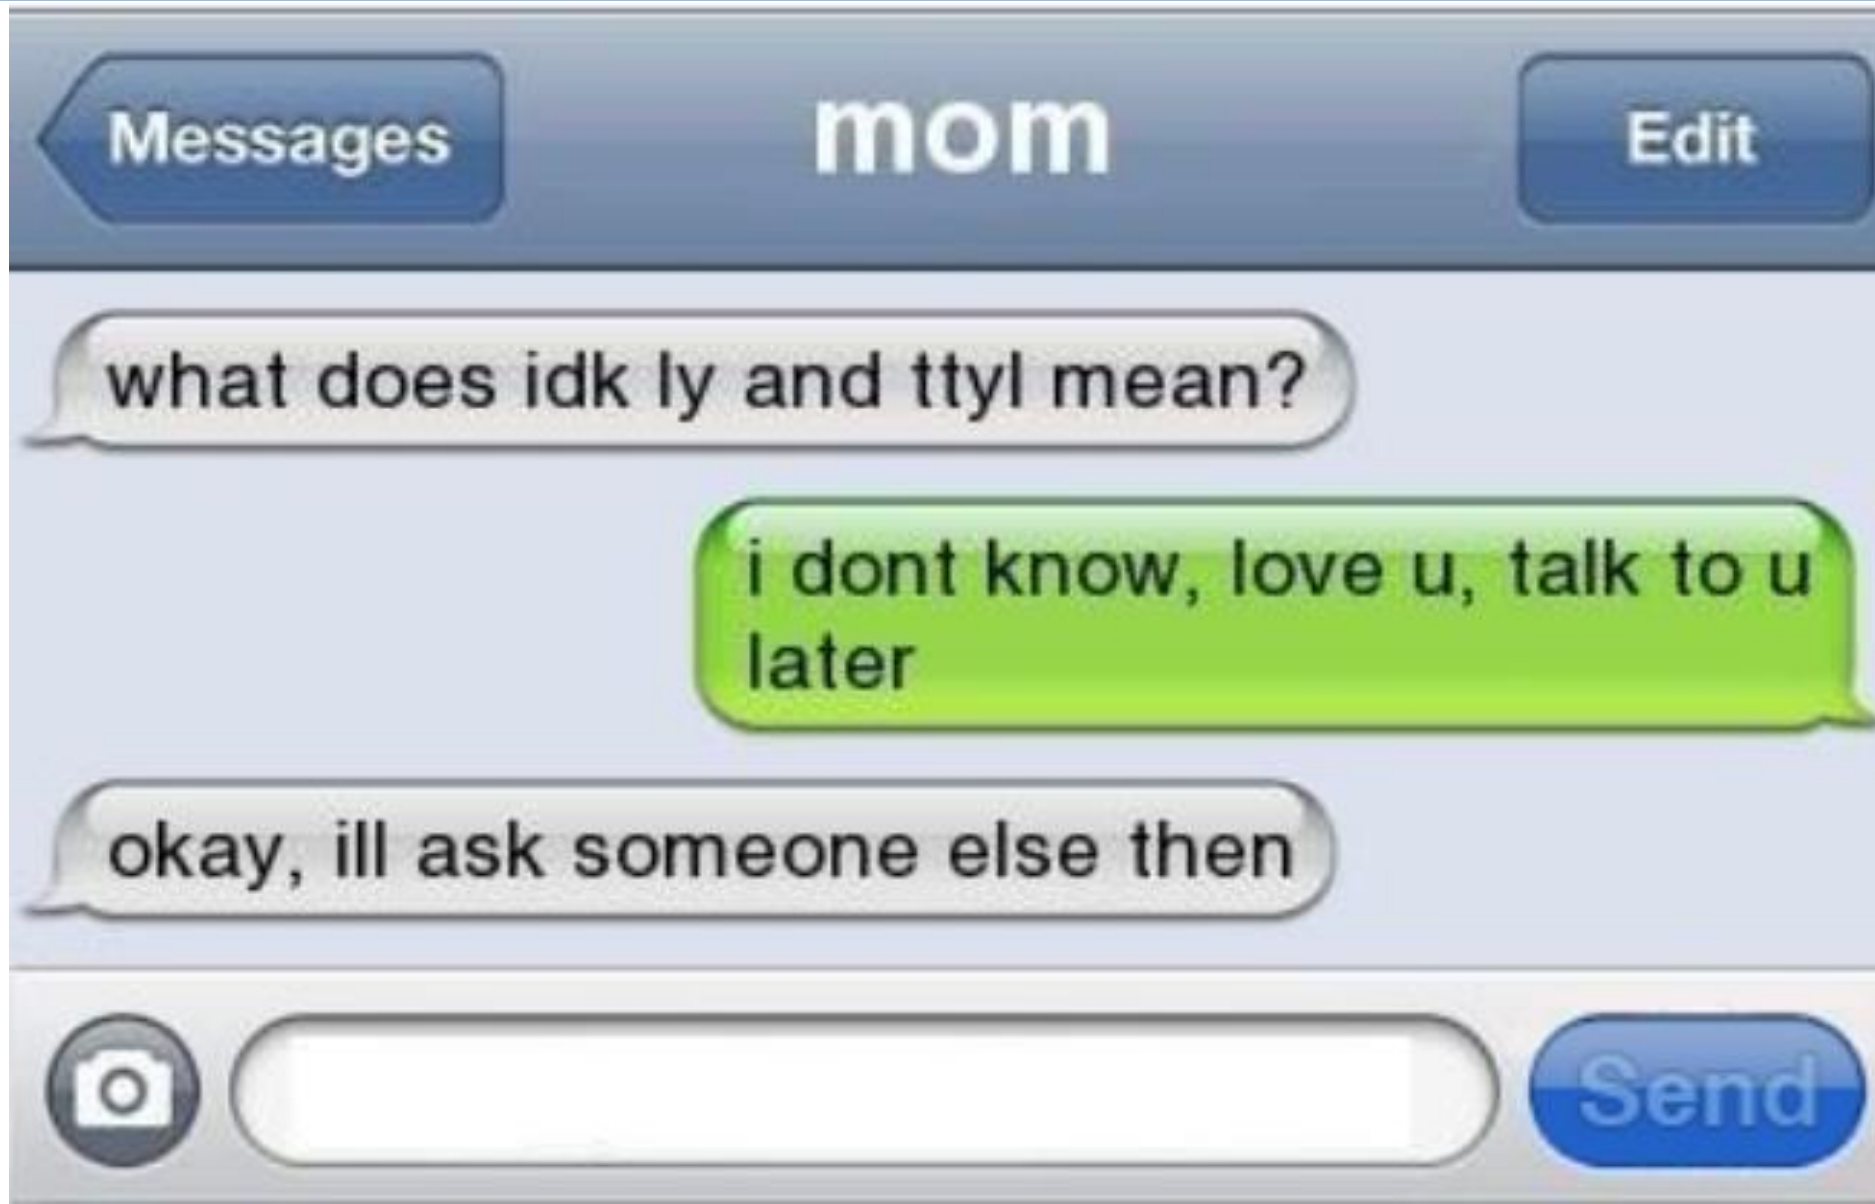 Messages
mom
Edit
what does idk ly and ttyl mean?
i dont know, love u, talk to u
later
okay, ill ask someone else then
Send